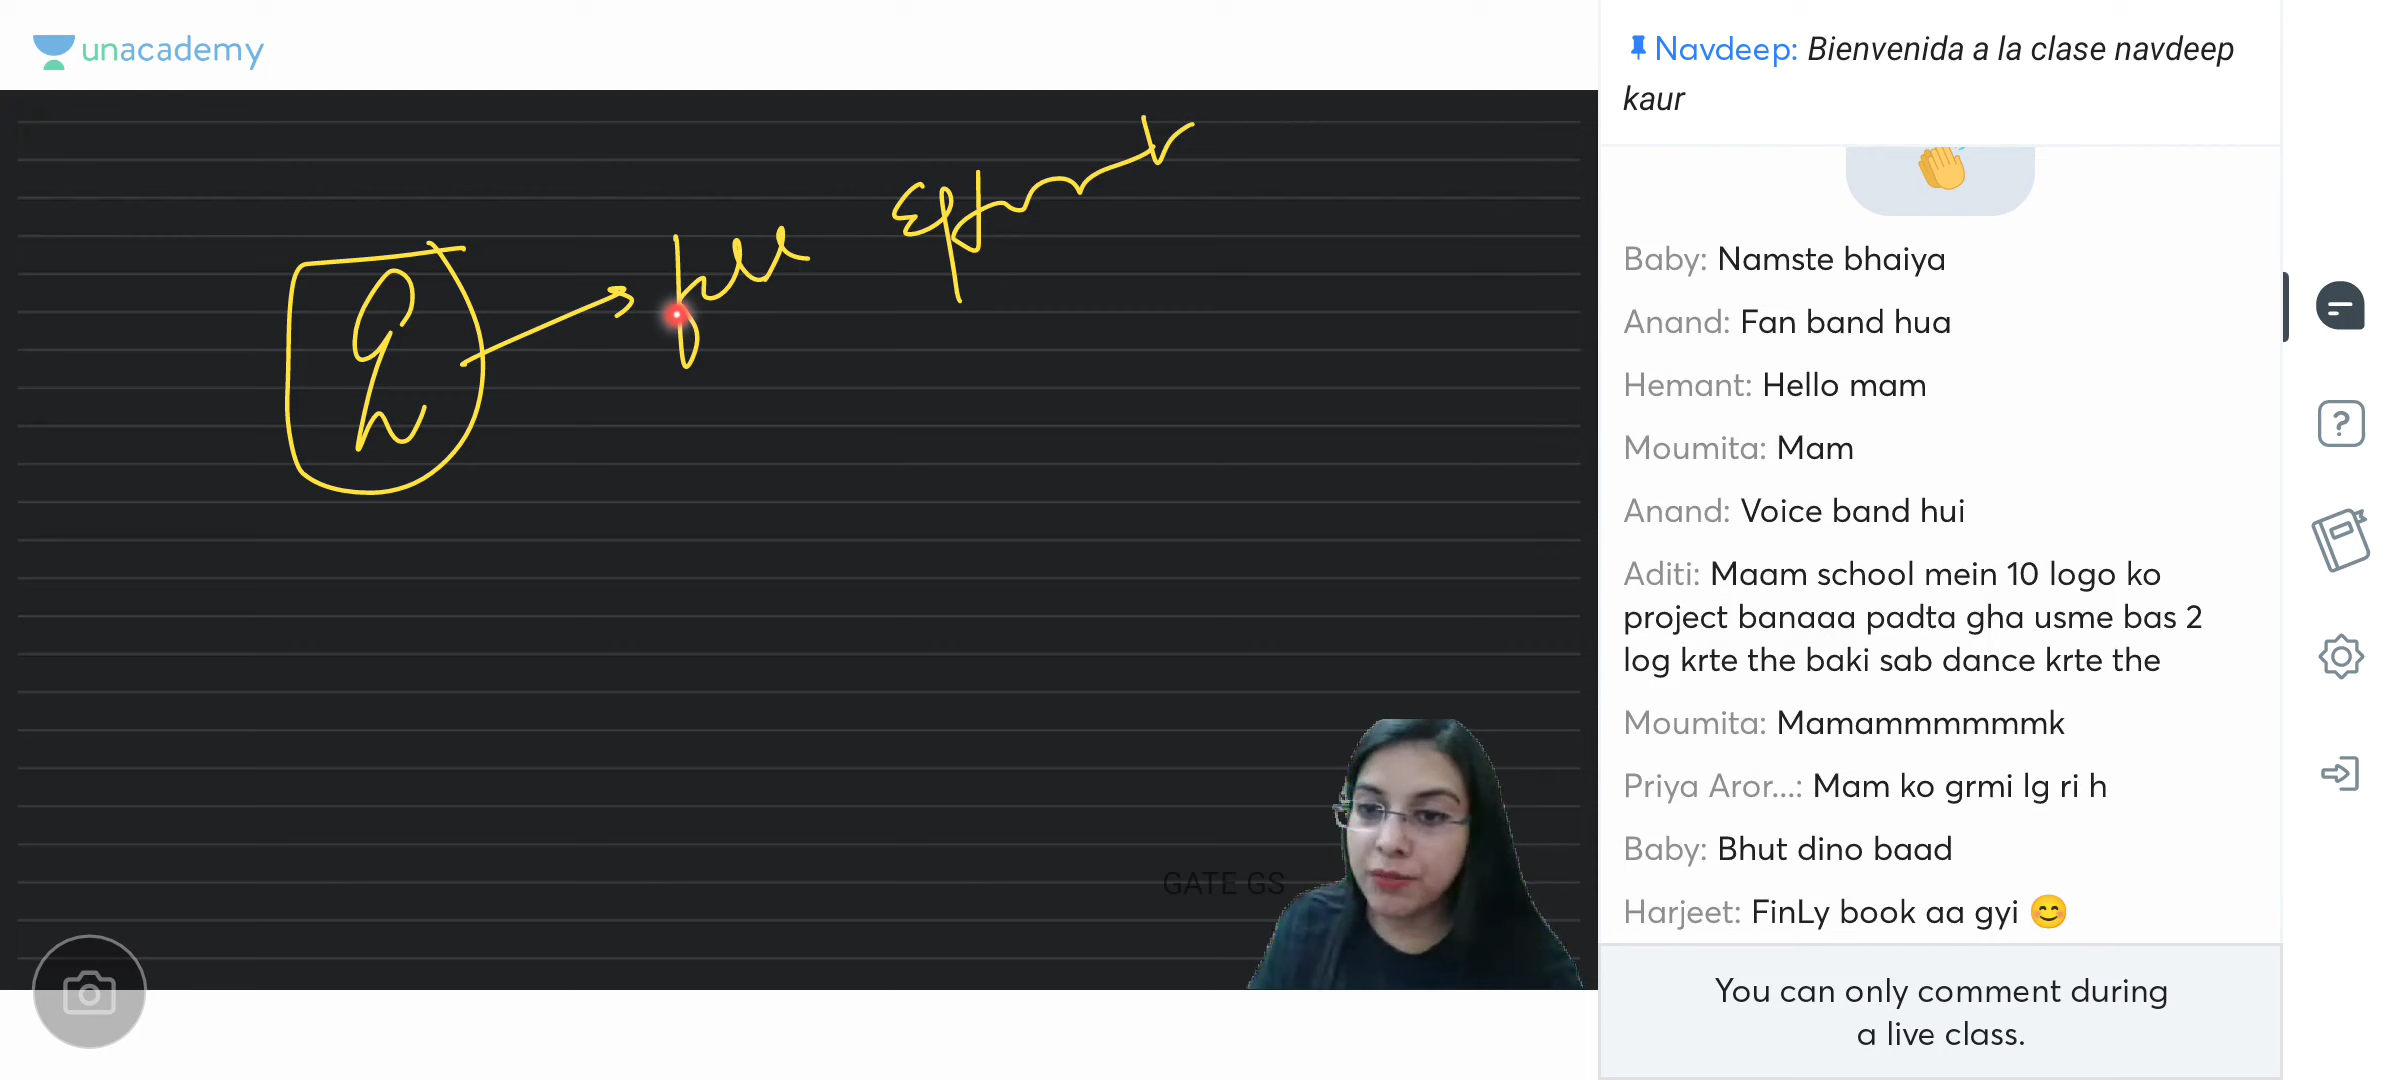 unacademy
full Effort
GATE GS
Navdeep: Bienvenida a la clase navdeep
kaur
Baby: Namste bhaiya
Anand: Fan band hua
Hemant: Hello mam
Moumita: Mam
Anand: Voice band hui
Aditi: Maam school mein 10 logo ko
project banaaa padta gha usme bas 2
log krte the baki sab dance krte the
Moumita: Mamammmmmmk
Priya Aror...: Mam ko grmi lg ri h
Baby: Bhut dino baad
Harjeet: FinLy book aa gyi 😊
You can only comment during
a live class.